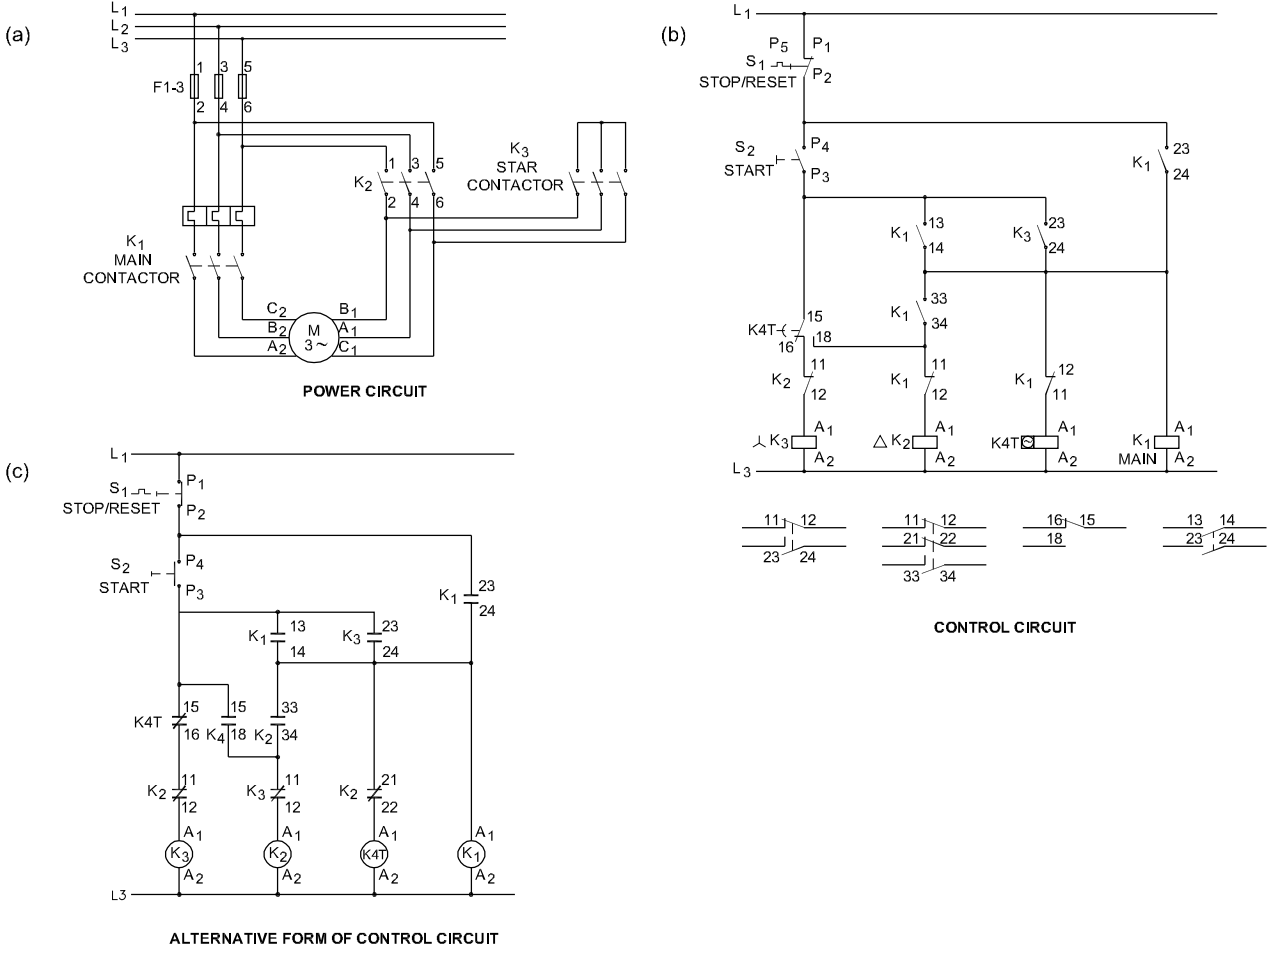 (a)
L1
L2
L3
F1-3
1 3 5
2 4 6
K1
MAIN
CONTACTOR
K2
1 3 5
2 4 6
K3
STAR
CONTACTOR
C2 B1
B2 A1
A2 C1
M
3~
POWER CIRCUIT
(b)
L1
P5 P1
S1
P2
STOP/RESET
S2
START
P4
P3
K1
23
24
K1
13
14
K3
23
24
K1
33
34
K4T
15
16
18
K2
11
12
K1
11
12
K1
12
11
K3
A1
A2
△ K2
A1
A2
K4T
A1
A2
K1
MAIN
A1
A2
L3
11 12
23 24
11 12
21 22
33 34
16 15
18
13 14
23 24
CONTROL CIRCUIT
(c)
L1
S1
STOP/RESET
P1
P2
S2
START
P4
P3
K1
23
24
K1
13
14
K3
23
24
K4T
15
16
K4
15
18
K2
33
34
K2
11
12
K3
11
12
K2
21
22
K3
A1
A2
K2
A1
A2
K4T
A1
A2
K1
A1
A2
L3
ALTERNATIVE FORM OF CONTROL CIRCUIT